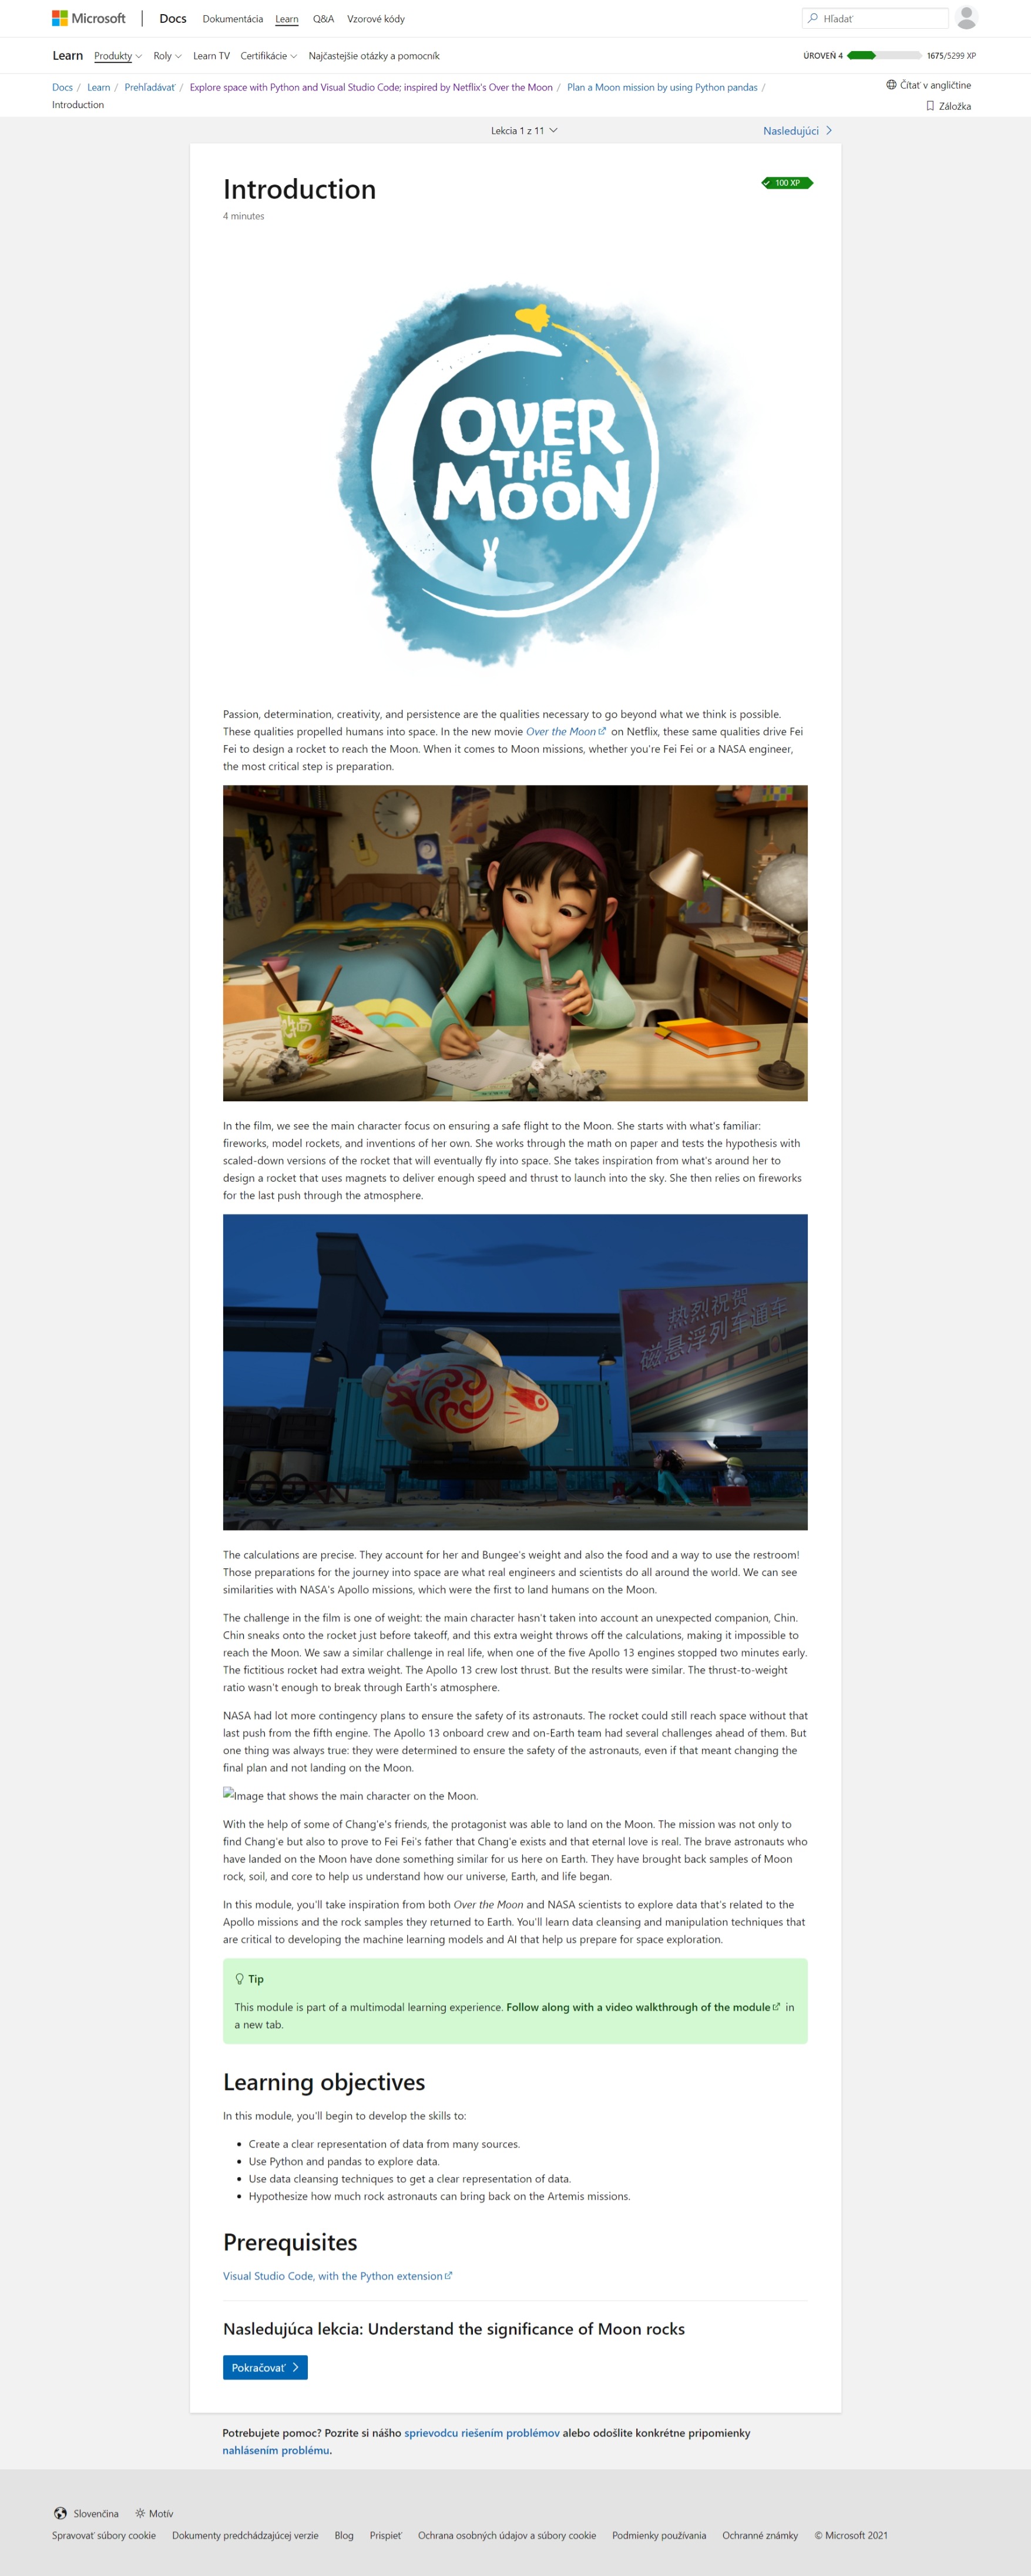 Microsoft
Docs
Dokumentácia
Learn
Q&A
Vzorové kódy
Hľadať
Learn
Produkty
Roly
Learn TV
Certifikácie
Najčastejšie otázky a pomocník
ÚROVEŇ 4
1675/5299 XP
Docs / Learn / Prehľadávať / Explore space with Python and Visual Studio Code; inspired by Netflix's Over the Moon / Plan a Moon mission by using Python pandas /
Introduction
Čítať v angličtine
Záložka
Lekcia 1 z 11
Nasledujúci
Introduction
100 XP
4 minutes
OVER
THE
MOON
Passion, determination, creativity, and persistence are the qualities necessary to go beyond what we think is possible.
These qualities propelled humans into space. In the new movie Over the Moon on Netflix, these same qualities drive Fei
Fei to design a rocket to reach the Moon. When it comes to Moon missions, whether you're Fei Fei or a NASA engineer,
the most critical step is preparation.
In the film, we see the main character focus on ensuring a safe flight to the Moon. She starts with what's familiar:
fireworks, model rockets, and inventions of her own. She works through the math on paper and tests the hypothesis with
scaled-down versions of the rocket that will eventually fly into space. She takes inspiration from what's around her to
design a rocket that uses magnets to deliver enough speed and thrust to launch into the sky. She then relies on fireworks
for the last push through the atmosphere.
热烈祝贺
磁悬浮列车通车
The calculations are precise. They account for her and Bungee's weight and also the food and a way to use the restroom!
Those preparations for the journey into space are what real engineers and scientists do all around the world. We can see
similarities with NASA's Apollo missions, which were the first to land humans on the Moon.
The challenge in the film is one of weight: the main character hasn't taken into account an unexpected companion, Chin.
Chin sneaks onto the rocket just before takeoff, and this extra weight throws off the calculations, making it impossible to
reach the Moon. We saw a similar challenge in real life, when one of the five Apollo 13 engines stopped two minutes early.
The fictitious rocket had extra weight. The Apollo 13 crew lost thrust. But the results were similar. The thrust-to-weight
ratio wasn't enough to break through Earth's atmosphere.
NASA had lot more contingency plans to ensure the safety of its astronauts. The rocket could still reach space without that
last push from the fifth engine. The Apollo 13 onboard crew and on-Earth team had several challenges ahead of them. But
one thing was always true: they were determined to ensure the safety of the astronauts, even if that meant changing the
final plan and not landing on the Moon.
Image that shows the main character on the Moon.
With the help of some of Chang'e's friends, the protagonist was able to land on the Moon. The mission was not only to
find Chang'e but also to prove to Fei Fei's father that Chang'e exists and that eternal love is real. The brave astronauts who
have landed on the Moon have done something similar for us here on Earth. They have brought back samples of Moon
rock, soil, and core to help us understand how our universe, Earth, and life began.
In this module, you'll take inspiration from both Over the Moon and NASA scientists to explore data that's related to the
Apollo missions and the rock samples they returned to Earth. You'll learn data cleansing and manipulation techniques that
are critical to developing the machine learning models and AI that help us prepare for space exploration.
Tip
This module is part of a multimodal learning experience. Follow along with a video walkthrough of the module in
a new tab.
Learning objectives
In this module, you'll begin to develop the skills to:
• Create a clear representation of data from many sources.
• Use Python and pandas to explore data.
• Use data cleansing techniques to get a clear representation of data.
• Hypothesize how much rock astronauts can bring back on the Artemis missions.
Prerequisites
Visual Studio Code, with the Python extension
Nasledujúca lekcia: Understand the significance of Moon rocks
Pokračovať
Potrebujete pomoc? Pozrite si nášho sprievodcu riešením problémov alebo odošlite konkrétne pripomienky
nahlásením problému.
Slovenčina
Motív
Spravovať súbory cookie
Dokumenty predchádzajúcej verzie
Blog
Prispieť
Ochrana osobných údajov a súbory cookie
Podmienky používania
Ochranné známky
© Microsoft 2021